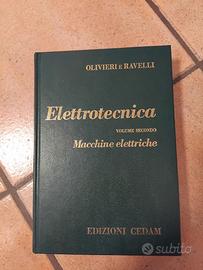 OLIVIERI e RAVELLI
Elettrotecnica
VOLUME SECONDO
Macchine elettriche
EDIZIONI CEDAM
subito